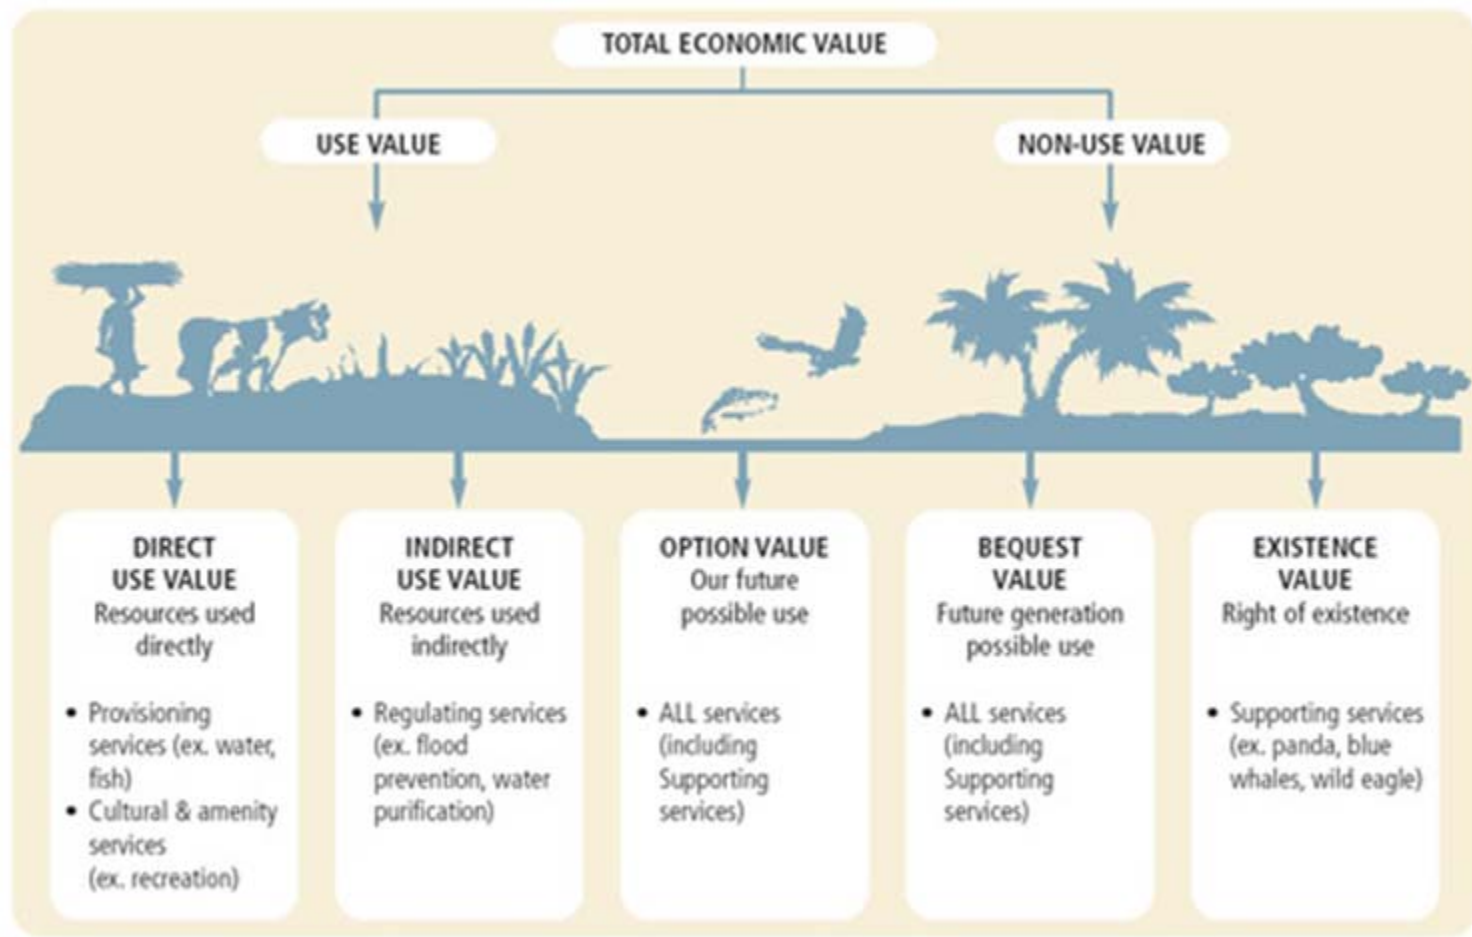 TOTAL ECONOMIC VALUE
USE VALUE
NON-USE VALUE
DIRECT
USE VALUE
Resources used
directly
• Provisioning
services (ex. water,
fish)
• Cultural & amenity
services
(ex. recreation)
INDIRECT
USE VALUE
Resources used
indirectly
• Regulating services
(ex. flood
prevention, water
purification)
OPTION VALUE
Our future
possible use
• ALL services
(including
Supporting
services)
BEQUEST
VALUE
Future generation
possible use
• ALL services
(including
Supporting
services)
EXISTENCE
VALUE
Right of existence
• Supporting services
(ex. panda, blue
whales, wild eagle)